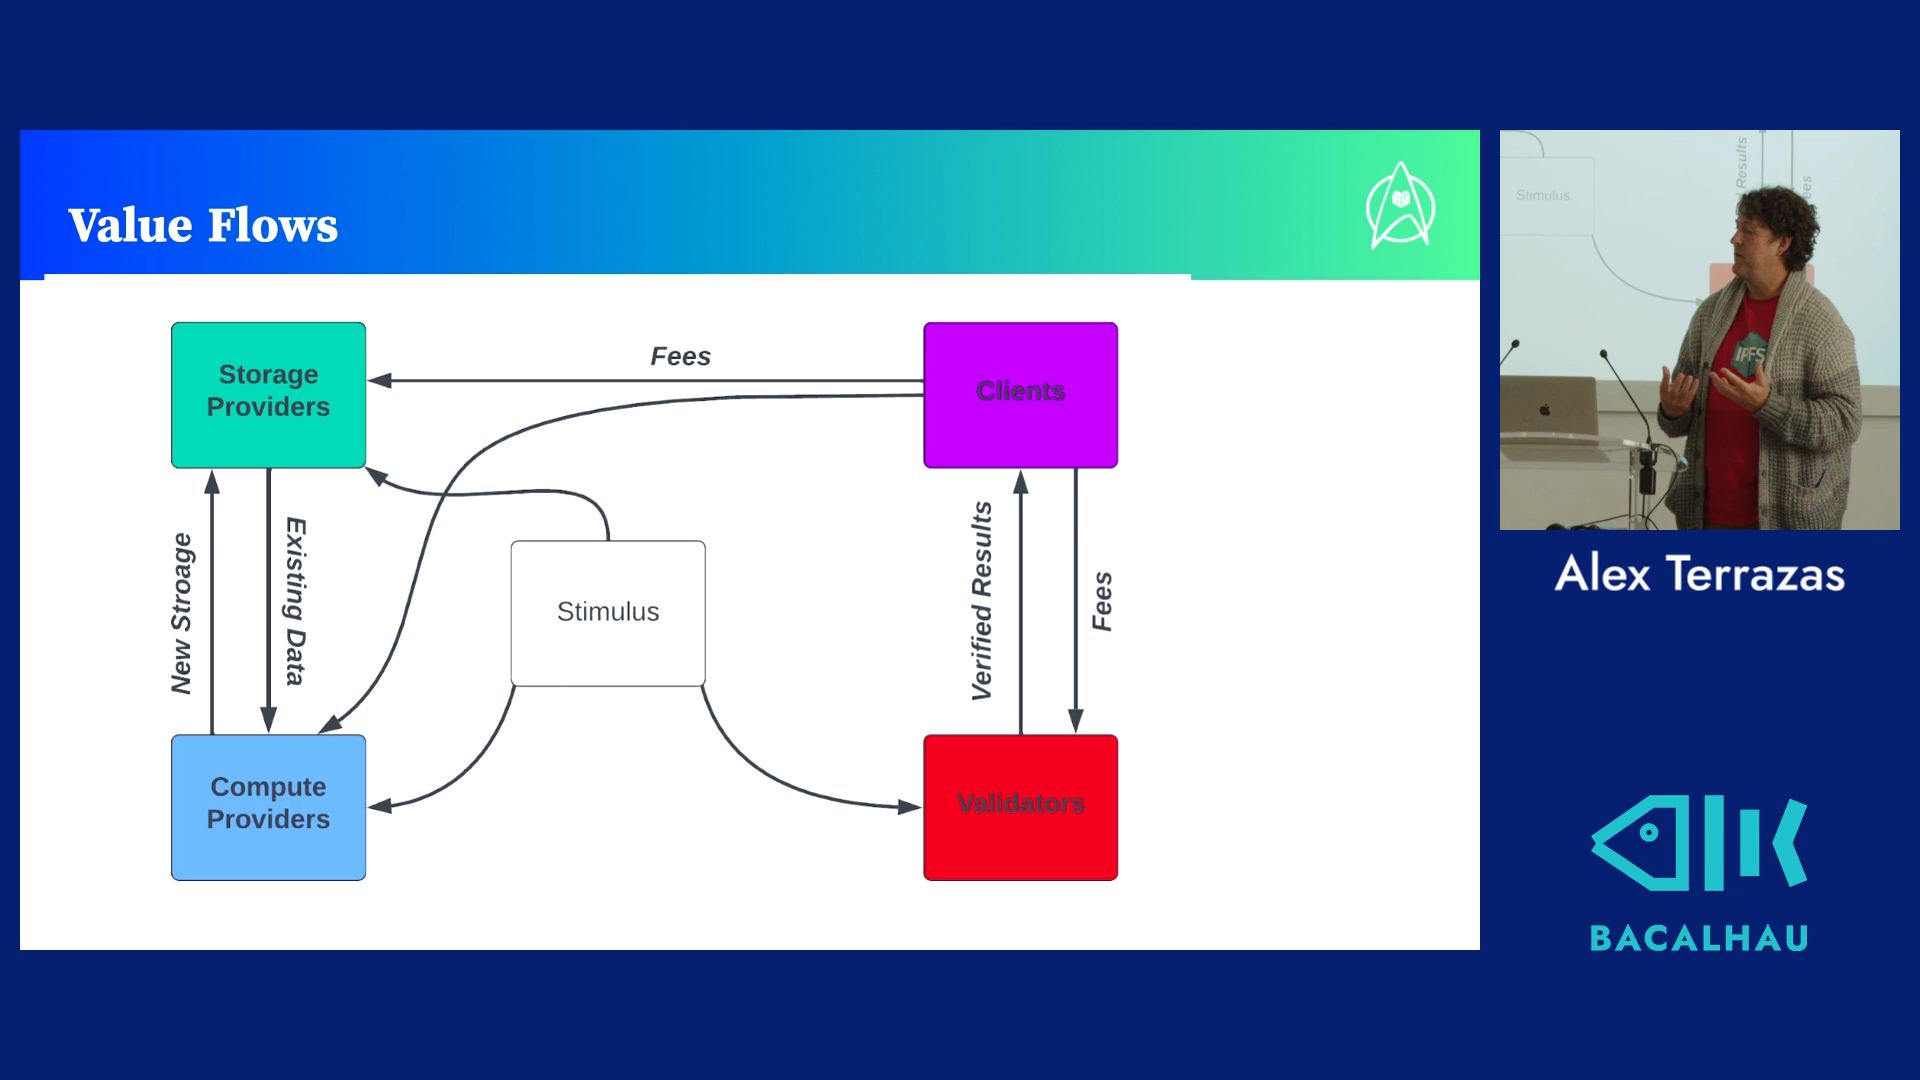 Value Flows
Storage
Providers
Fees
Clients
New Stroage
Existing Data
Stimulus
Verified Results
Fees
Compute
Providers
Validators
Stimulus
Results
IPFS
Alex Terrazas
BACALHAU